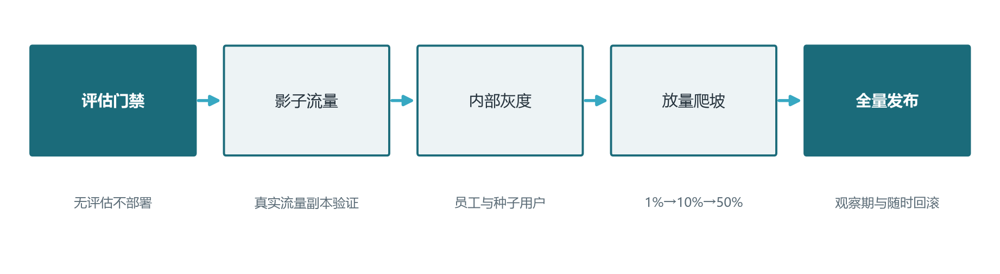 评估门禁
影子流量
内部灰度
放量爬坡
全量发布
无评估不部署
真实流量副本验证
员工与种子用户
1%→10%→50%
观察期与随时回滚